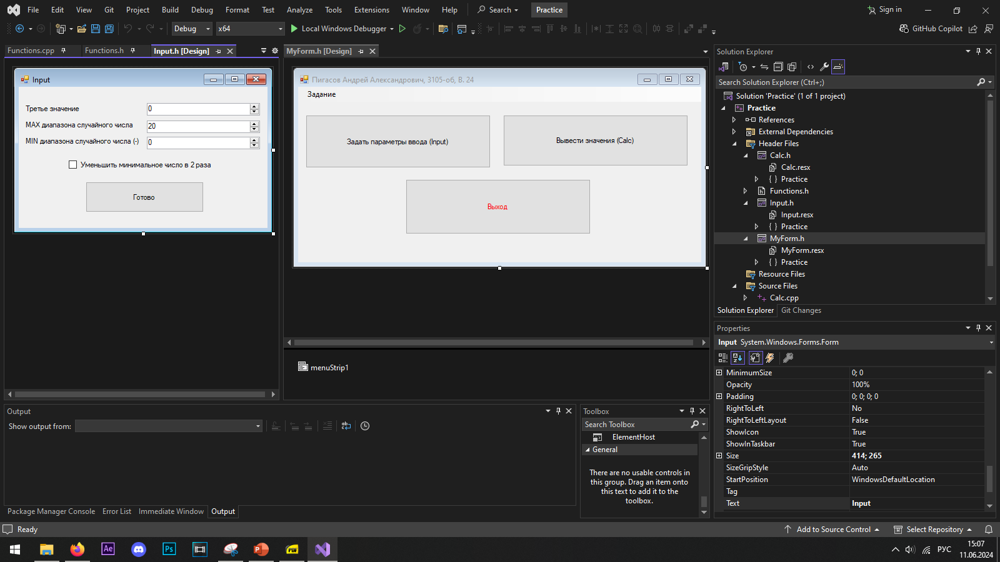 File Edit View Git Project Build Debug Format Test Analyze Tools Extensions Window Help Search Practice Sign in
Debug x64 Local Windows Debugger GitHub Copilot
Functions.cpp Functions.h Input.h [Design]
MyForm.h [Design]
Input
Третье значение 0
MAX диапазона случайного числа 20
MIN диапазона случайного числа (-) 0
Уменьшить минимальное число в 2 раза
Готово
Пигасов Андрей Александрович, 3105-об, В. 24
Задание
Задать параметры ввода (Input)
Вывести значения (Calc)
Выход
menuStrip1
Solution Explorer
Search Solution Explorer (Ctrl+;)
Solution 'Practice' (1 of 1 project)
Practice
References
External Dependencies
Header Files
Calc.h
Calc.resx
{ } Practice
Functions.h
Input.h
Input.resx
{ } Practice
MyForm.h
MyForm.resx
{ } Practice
Resource Files
Source Files
Calc.cpp
Solution Explorer Git Changes
Properties
Input System.Windows.Forms.Form
MinimumSize 0; 0
Opacity 100%
Padding 0; 0; 0; 0
RightToLeft No
RightToLeftLayout False
ShowIcon True
ShowInTaskbar True
Size 414; 265
SizeGripStyle Auto
StartPosition WindowsDefaultLocation
Tag
Text Input
Output
Show output from:
Toolbox
Search Toolbox
ElementHost
General
There are no usable controls in
this group. Drag an item onto
this text to add it to the
toolbox.
Package Manager Console Error List Immediate Window Output
Ready Add to Source Control Select Repository
Ae Ps PDF РУС 15:07
11.06.2024